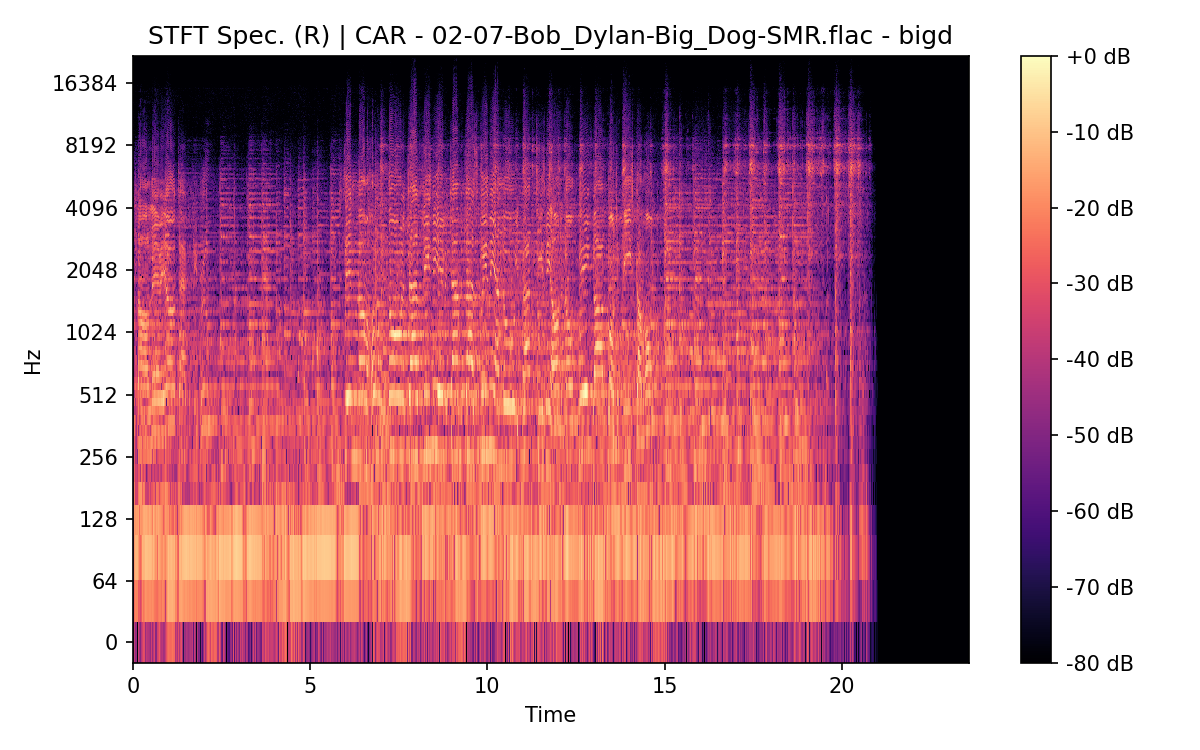 STFT Spec. (R) | CAR - 02-07-Bob_Dylan-Big_Dog-SMR.flac - bigd
Hz
16384
8192
4096
2048
1024
512
256
128
64
0
0 5 10 15 20
Time
+0 dB
-10 dB
-20 dB
-30 dB
-40 dB
-50 dB
-60 dB
-70 dB
-80 dB